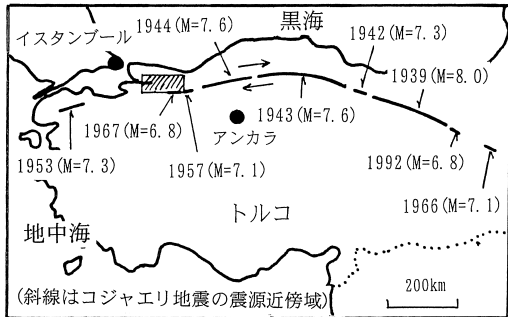 1944(M=7.6)
黒海
1942(M=7.3)
イスタンブール
1939(M=8.0)
1967(M=6.8)
1943(M=7.6)
アンカラ
1953(M=7.3)
1957(M=7.1)
1992(M=6.8)
1966(M=7.1)
トルコ
地中海
200km
(斜線はコジャエリ地震の震源近傍域)